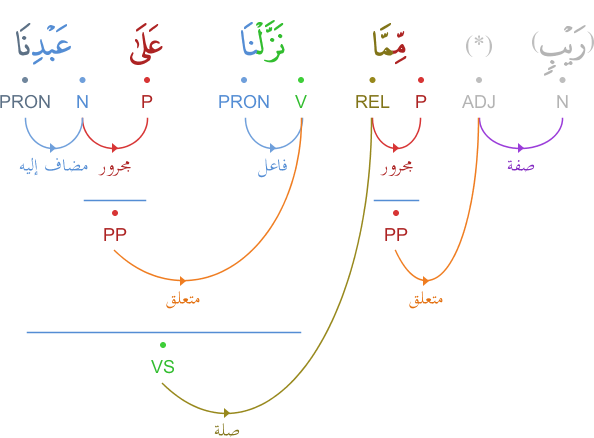 (رَيْبٍ) (*) مِّمَّا نَزَّلْنَا عَلَىٰ عَبْدِنَا
N ADJ P REL V PRON P N PRON
صفة مجرور فاعل مجرور مضاف إليه
PP PP
متعلق متعلق
VS
صلة